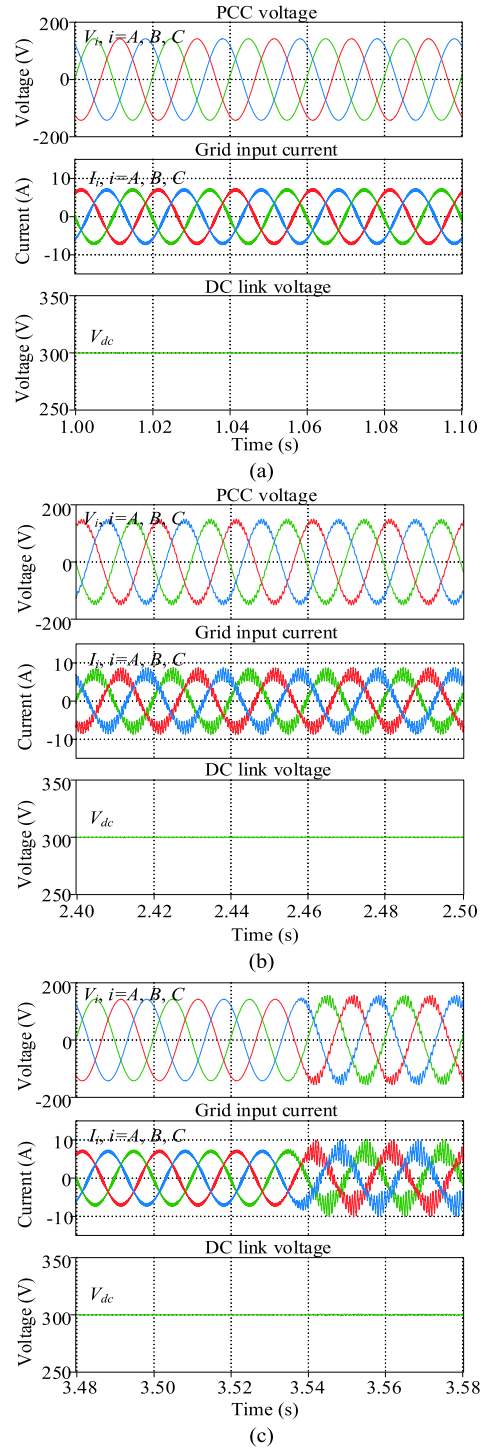 PCC voltage
200
V_i, i=A, B, C
0
-200
Voltage (V)
Grid input current
10
I_i, i=A, B, C
0
-10
Current (A)
DC link voltage
350
V_dc
300
250
Voltage (V)
1.00 1.02 1.04 1.06 1.08 1.10
Time (s)
(a)
PCC voltage
200
V_i, i=A, B, C
0
-200
Voltage (V)
Grid input current
10
I_i, i=A, B, C
0
-10
Current (A)
DC link voltage
350
V_dc
300
250
Voltage (V)
2.40 2.42 2.44 2.46 2.48 2.50
Time (s)
(b)
200
V_i, i=A, B, C
0
-200
Voltage (V)
Grid input current
10
I_i, i=A, B, C
0
-10
Current (A)
DC link voltage
350
V_dc
300
250
Voltage (V)
3.48 3.50 3.52 3.54 3.56 3.58
Time (s)
(c)